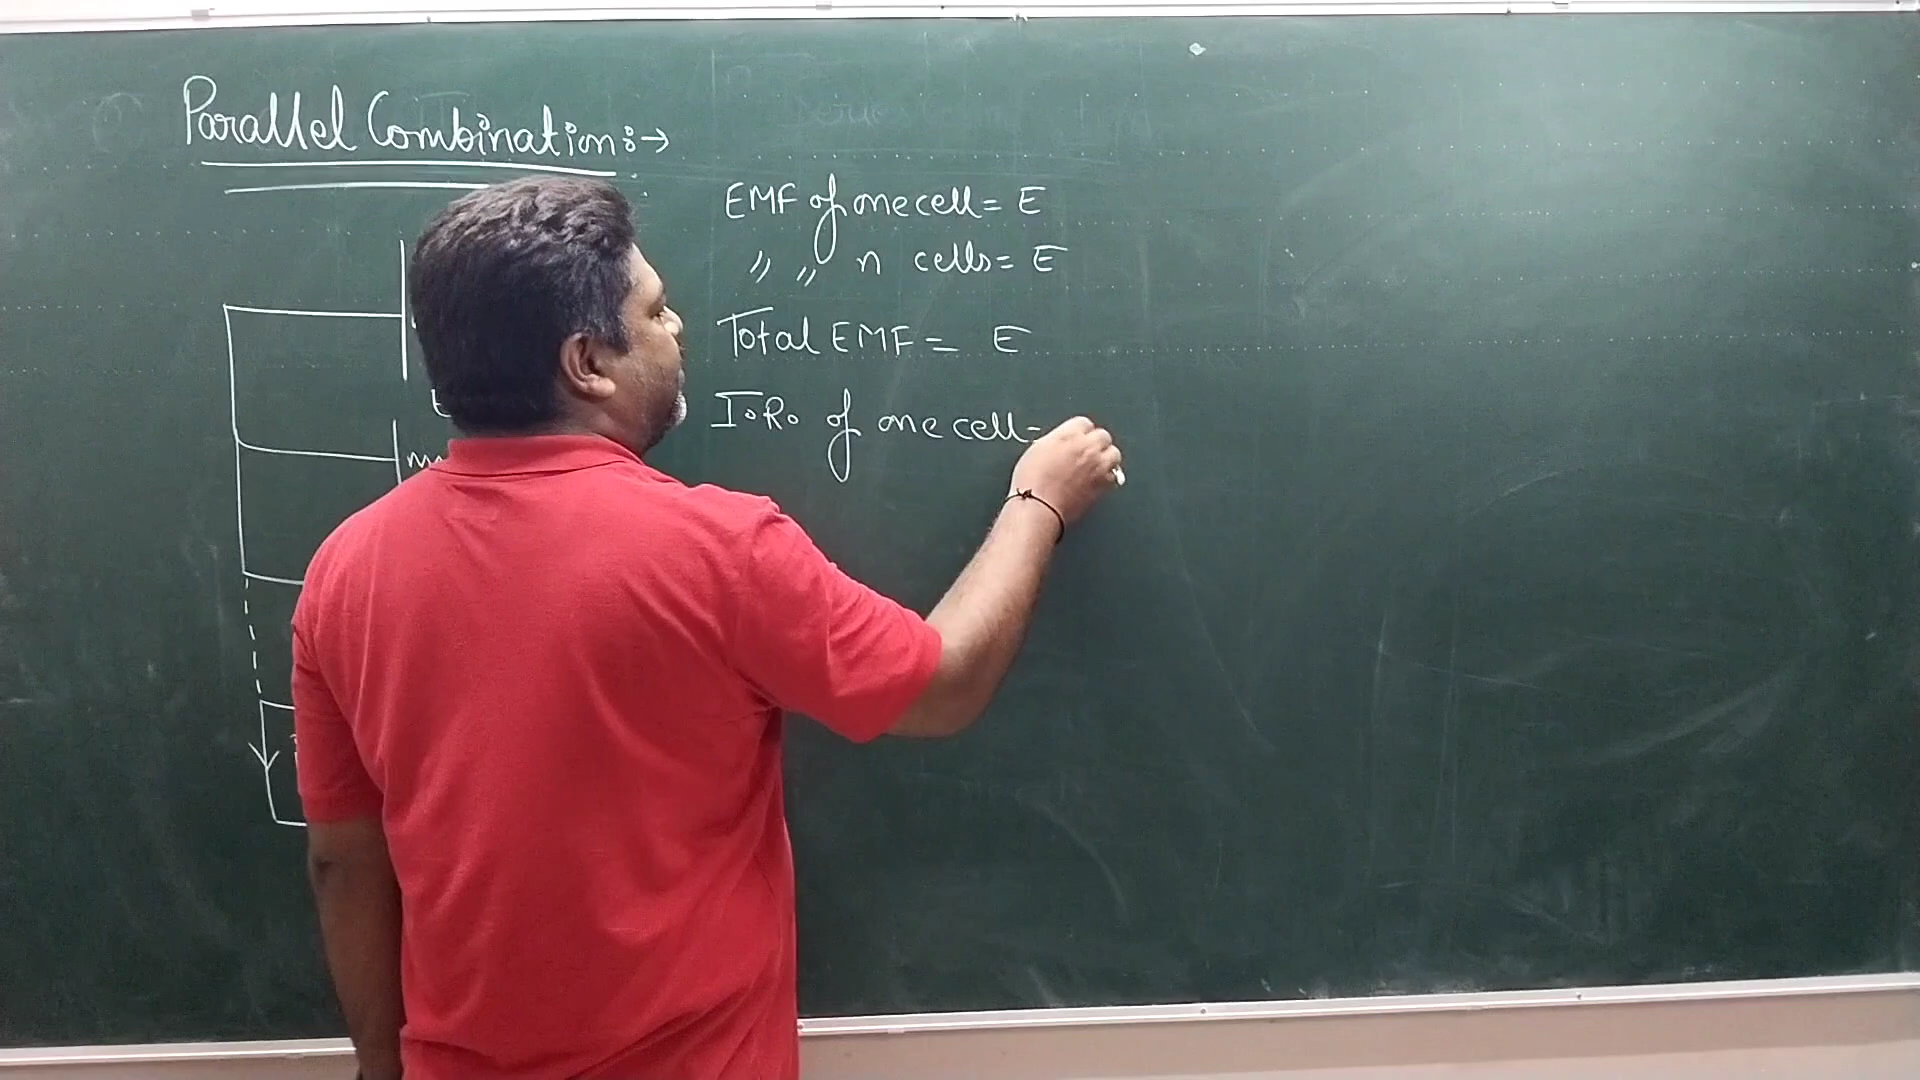 Parallel Combination:→
EMF of one cell = E
〃 〃 n cells = E
Total EMF = E
I.R. of one cell =